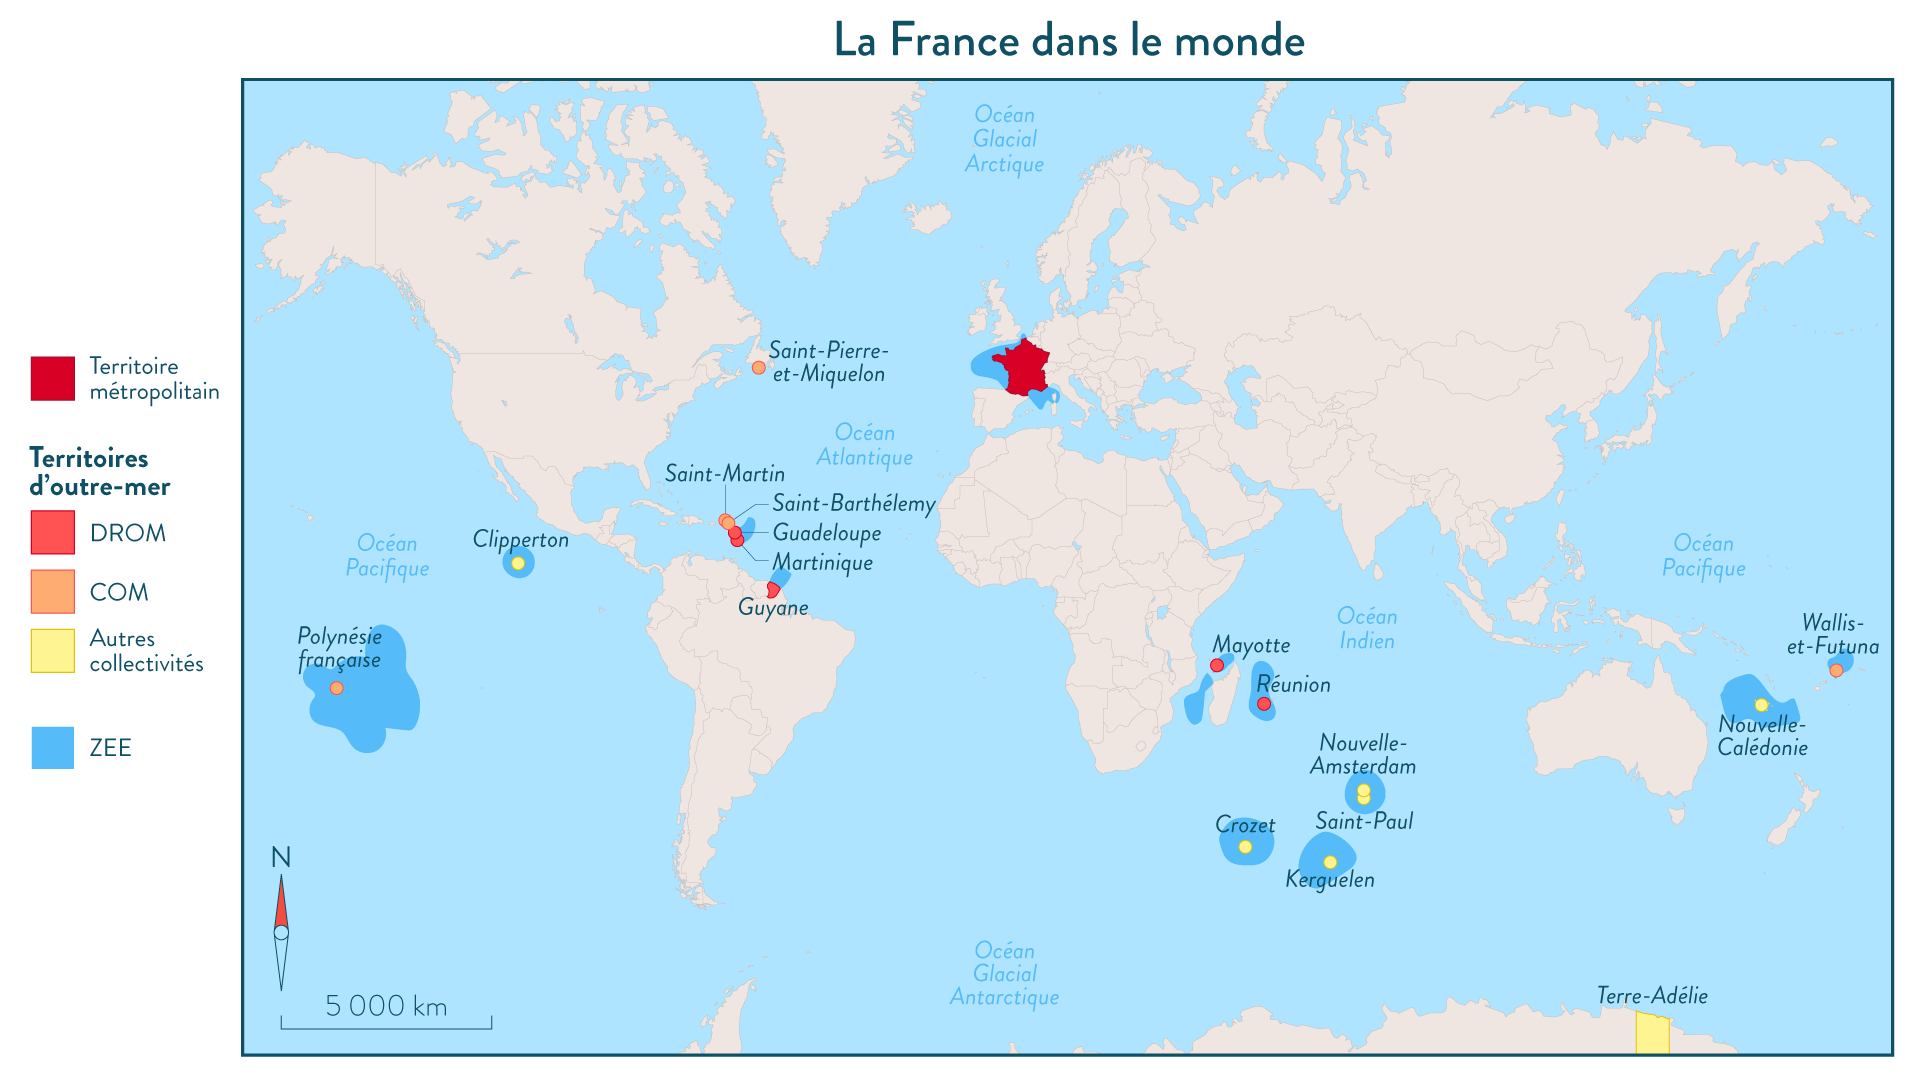 La France dans le monde
Territoire
métropolitain
Territoires
d'outre-mer
DROM
COM
Autres
collectivités
ZEE
Océan
Glacial
Arctique
Saint-Pierre-
et-Miquelon
Océan
Atlantique
Saint-Martin
Saint-Barthélemy
Guadeloupe
Martinique
Guyane
Clipperton
Océan
Pacifique
Polynésie
française
Océan
Pacifique
Océan
Indien
Mayotte
Réunion
Wallis-
et-Futuna
Nouvelle-
Calédonie
Nouvelle-
Amsterdam
Saint-Paul
Crozet
Kerguelen
N
5 000 km
Océan
Glacial
Antarctique
Terre-Adélie